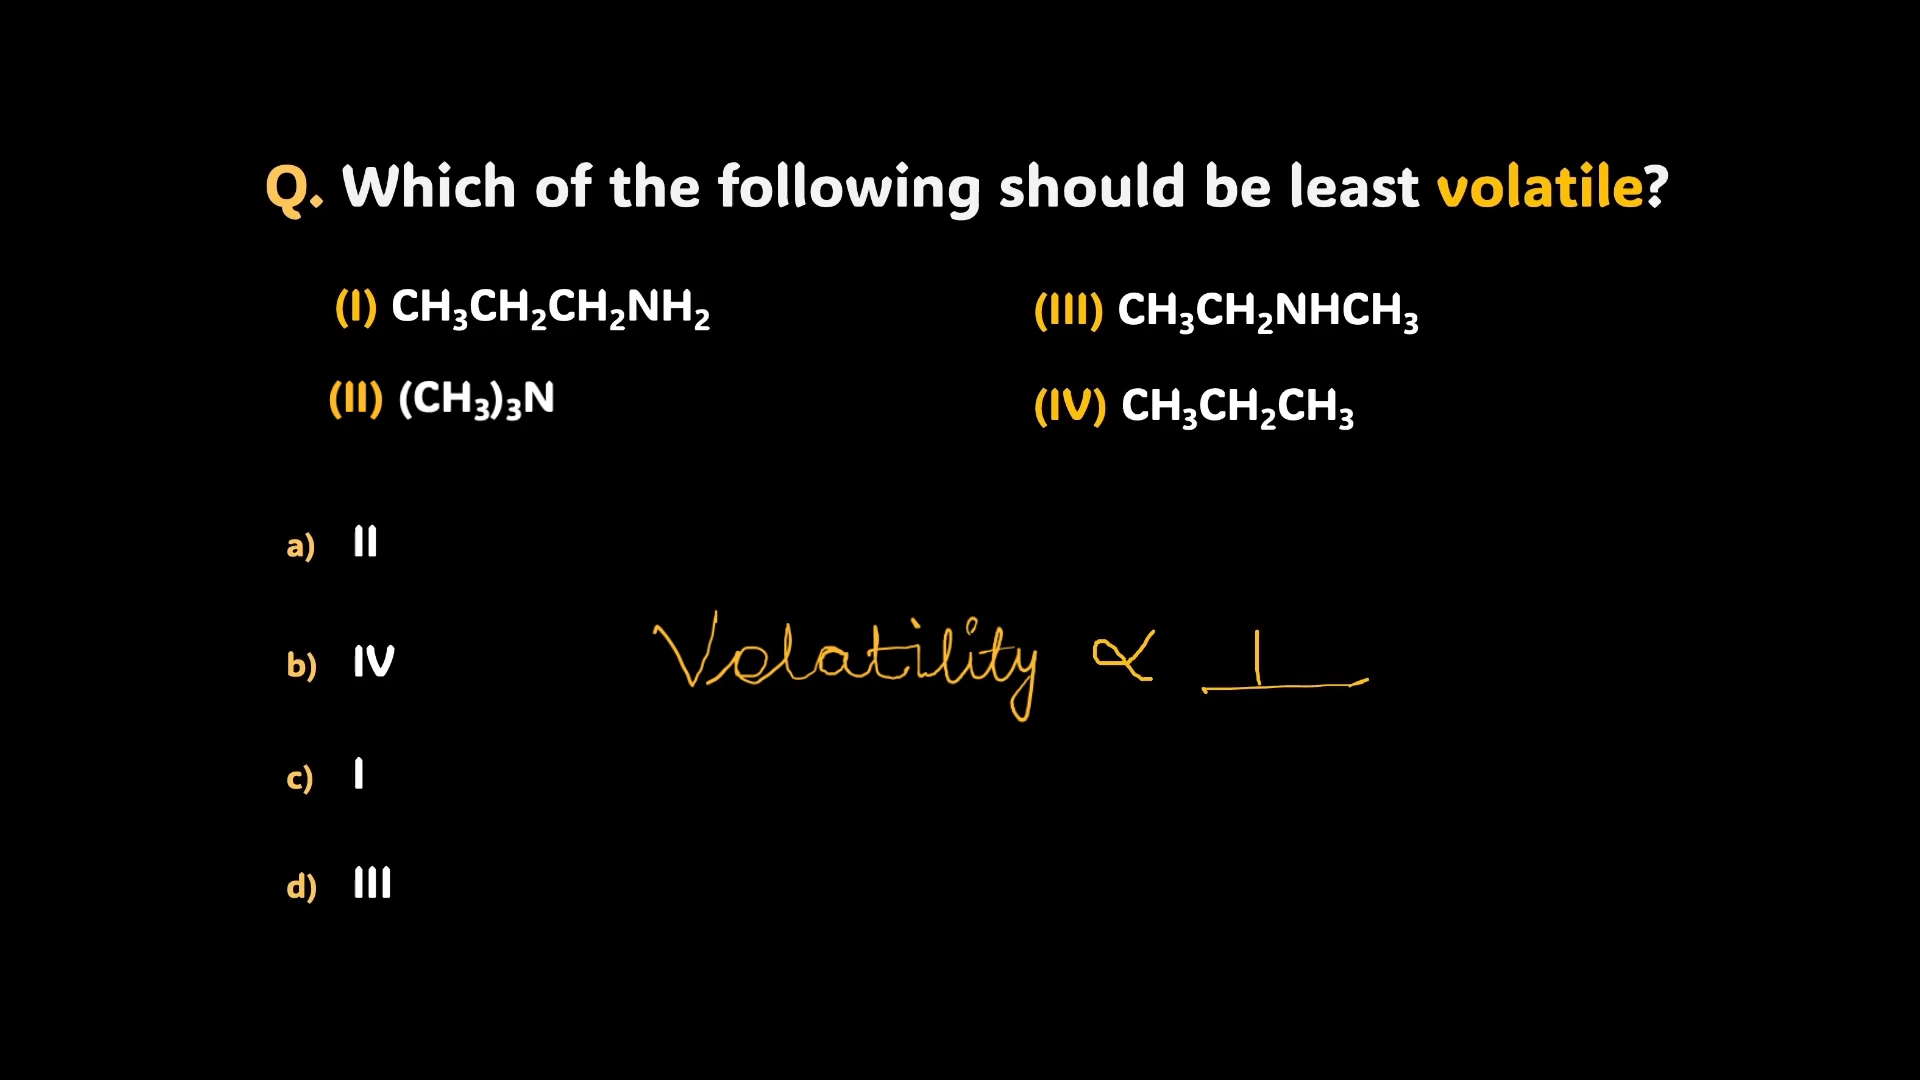 Q. Which of the following should be least volatile?
(I) CH₃CH₂CH₂NH₂
(III) CH₃CH₂NHCH₃
(II) (CH₃)₃N
(IV) CH₃CH₂CH₃
a) II
b) IV
Volatility ∝ 1
c) I
d) III